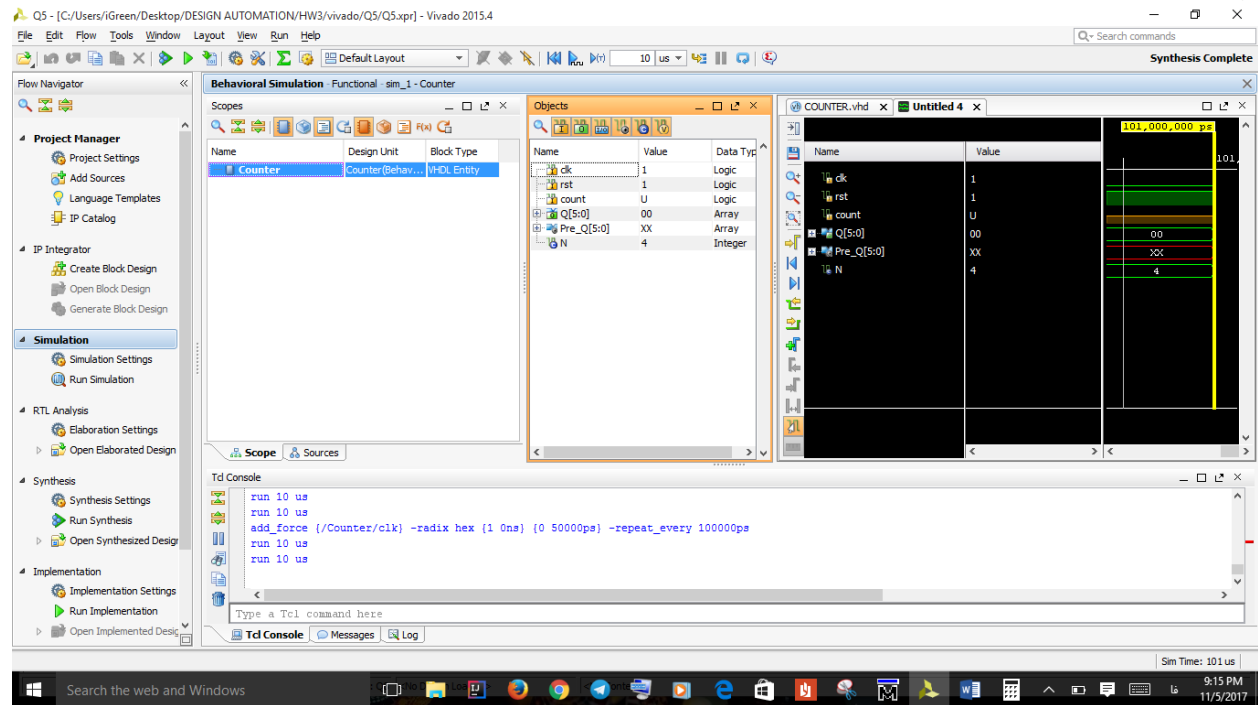 Q5 - [C:/Users/iGreen/Desktop/DESIGN AUTOMATION/HW3/vivado/Q5/Q5.xpr] - Vivado 2015.4
File Edit Flow Tools Window Layout View Run Help
Search commands
Default Layout
10 us
Synthesis Complete
Flow Navigator
Project Manager
Project Settings
Add Sources
Language Templates
IP Catalog
IP Integrator
Create Block Design
Open Block Design
Generate Block Design
Simulation
Simulation Settings
Run Simulation
RTL Analysis
Elaboration Settings
Open Elaborated Design
Synthesis
Synthesis Settings
Run Synthesis
Open Synthesized Desigr
Implementation
Implementation Settings
Run Implementation
Open Implemented Desig
Behavioral Simulation - Functional - sim_1 - Counter
Scopes
Name Design Unit Block Type
Counter Counter(Behav... VHDL Entity
Scope Sources
Objects
Name Value Data Typ
clk 1 Logic
rst 1 Logic
count U Logic
Q[5:0] 00 Array
Pre_Q[5:0] XX Array
N 4 Integer
COUNTER.vhd Untitled 4
101,000,000 ps
101,
Name Value
clk 1
rst 1
count U
Q[5:0] 00 00
Pre_Q[5:0] XX XX
N 4 4
Tcl Console
run 10 us
run 10 us
add_force {/Counter/clk} -radix hex {1 0ns} {0 50000ps} -repeat_every 100000ps
run 10 us
run 10 us
Type a Tcl command here
Tcl Console Messages Log
Sim Time: 101 us
Search the web and Windows
فا
9:15 PM
11/5/2017